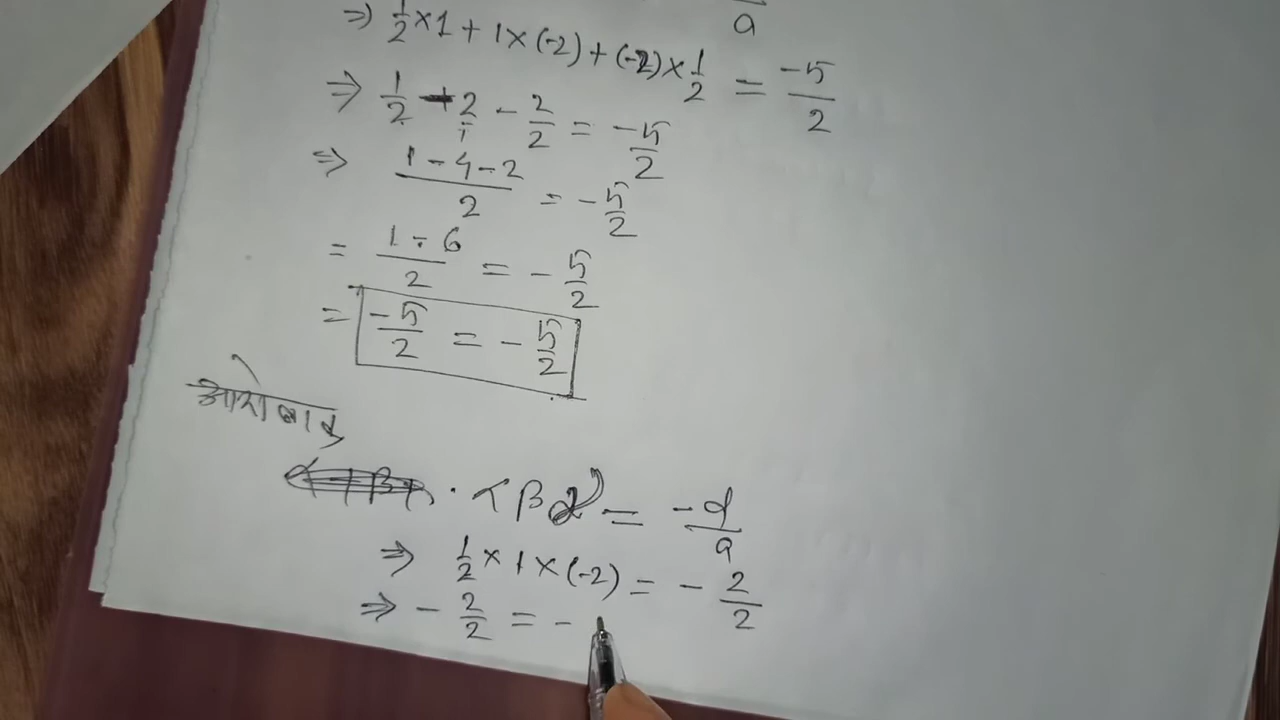 a
⇒ 1/2 × 1 + 1 × (-2) + (-2) × 1/2 = -5/2
⇒ 1/2 - 2/1 - 2/2 = -5/2
⇒ (1 - 4 - 2)/2 = -5/2
= (1 - 6)/2 = -5/2
= -5/2 = -5/2
αβγ = -d/a
⇒ 1/2 × 1 × (-2) = -2/2
⇒ -2/2 = -